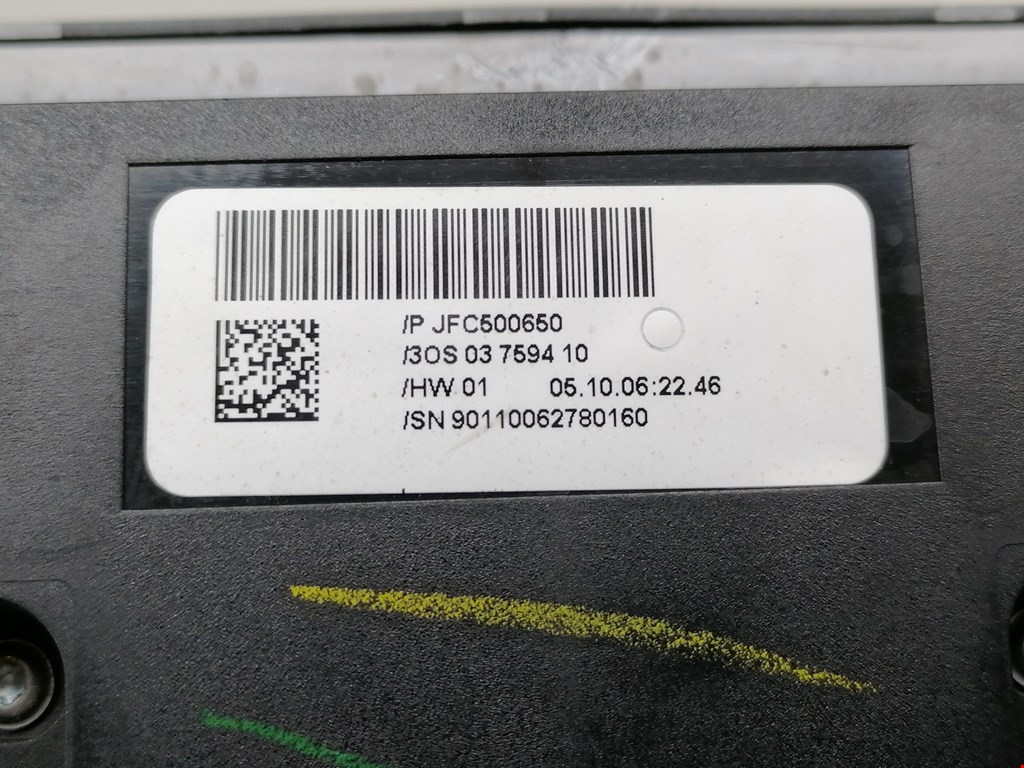 /P JFC500650
/3OS 03 7594 10
/HW 01 05.10.06:22.46
/SN 90110062780160